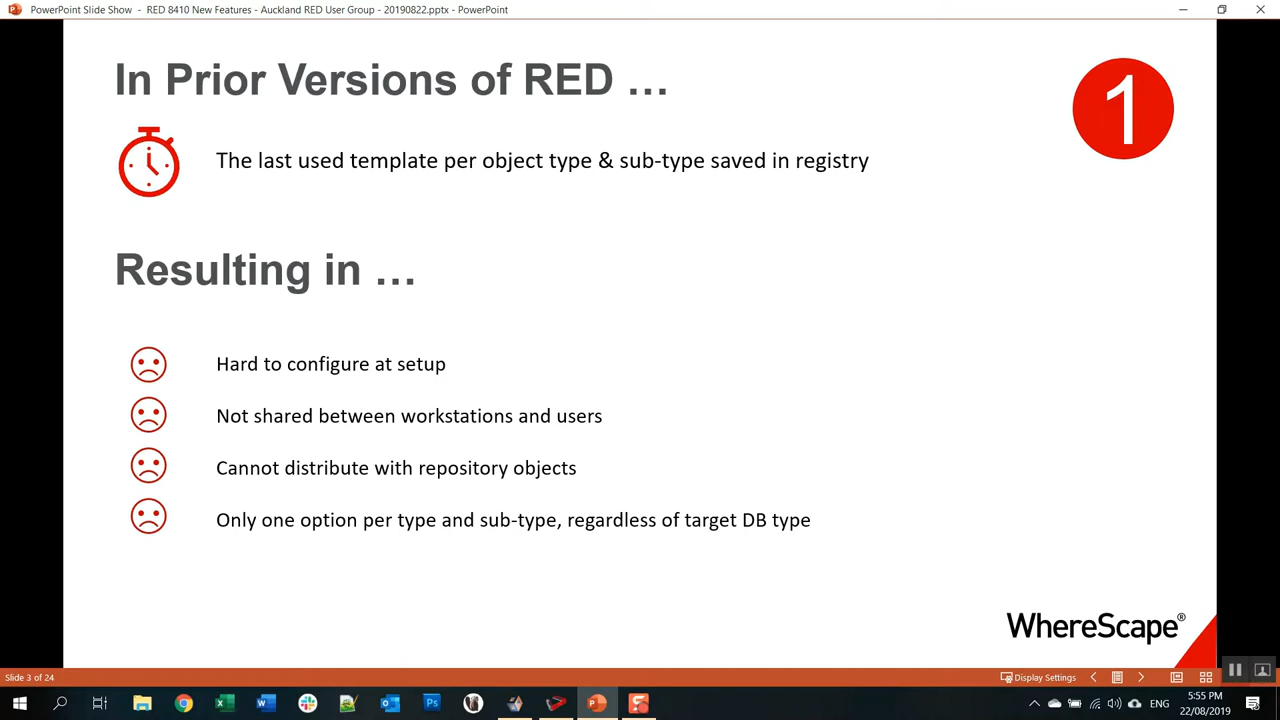 PowerPoint Slide Show - RED 8410 New Features - Auckland RED User Group - 20190822.pptx - PowerPoint
In Prior Versions of RED ...
1
The last used template per object type & sub-type saved in registry
Resulting in ...
Hard to configure at setup
Not shared between workstations and users
Cannot distribute with repository objects
Only one option per type and sub-type, regardless of target DB type
WhereScape®
Slide 3 of 24
Display Settings
5:55 PM
ENG
22/08/2019